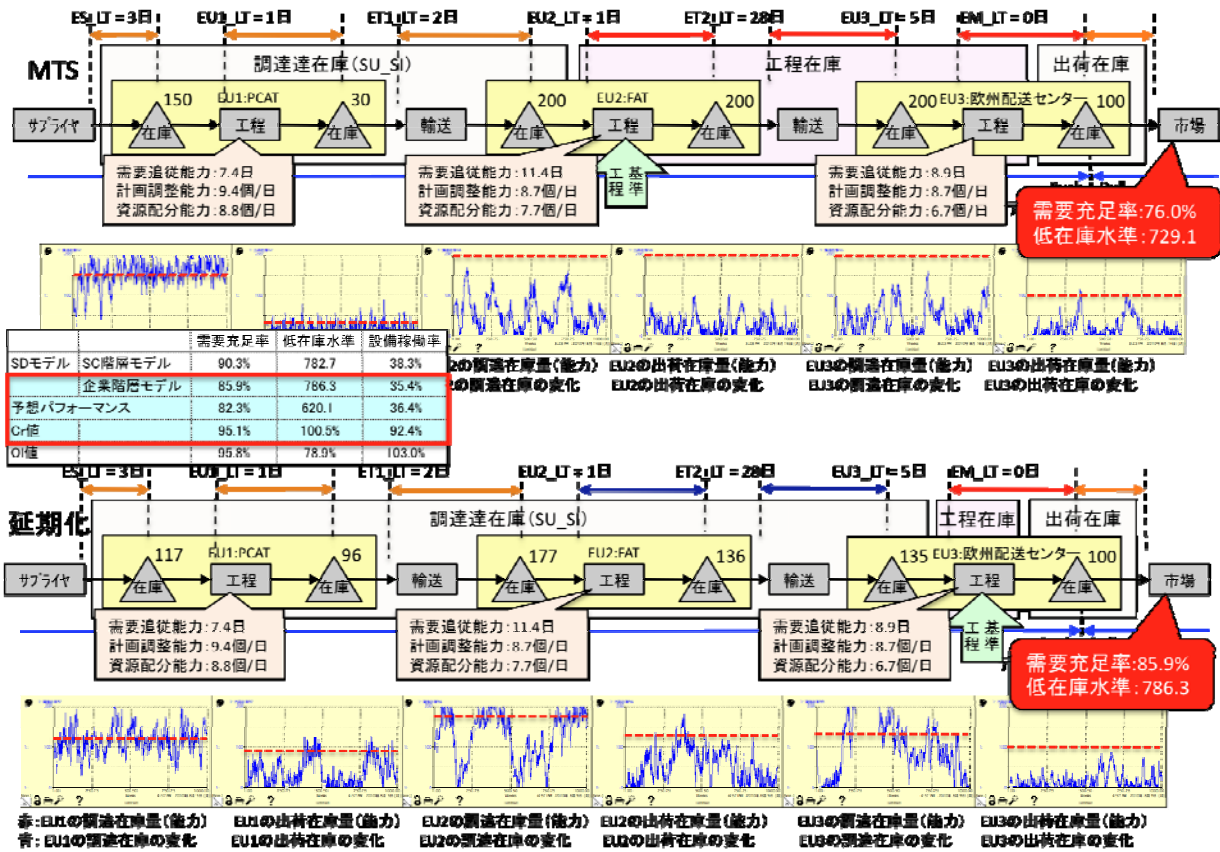 ES_LT=3日 EU1_LT=1日 ET1_LT=2日 EU2_LT=1日 ET2_LT=28日 EU3_LT=5日 EM_LT=0日
MTS
調達達在庫(SU_SI)
工程在庫
出荷在庫
サプライヤ
150 EU1:PCAT 30
在庫 工程 在庫
輸送
200 EU2:FAT 200
在庫 工程 在庫
輸送
200 EU3:欧州配送センター 100
在庫 工程 在庫
市場
需要追従能力:7.4日
計画調整能力:9.4個/日
資源配分能力:8.8個/日
需要追従能力:11.4日
計画調整能力:8.7個/日
資源配分能力:7.7個/日
工程基準
需要追従能力:8.9日
計画調整能力:8.7個/日
資源配分能力:6.7個/日
需要充足率:76.0%
低在庫水準:729.1
需要充足率 低在庫水準 設備稼働率
SDモデル SC階層モデル 90.3% 782.7 38.3%
企業階層モデル 85.9% 786.3 35.4%
予想パフォーマンス 82.3% 620.1 36.4%
Cr値 95.1% 100.5% 92.4%
OI値 95.8% 78.9% 103.0%
2の調達在庫量(能力) EU2の出荷在庫量(能力) EU3の調達在庫量(能力) EU3の出荷在庫量(能力)
2の調達在庫の変化 EU2の出荷在庫の変化 EU3の調達在庫の変化 EU3の出荷在庫の変化
ES_LT=3日 EU1_LT=1日 ET1_LT=2日 EU2_LT=1日 ET2_LT=28日 EU3_LT=5日 EM_LT=0日
延期化
調達達在庫(SU_SI)
工程在庫
出荷在庫
サプライヤ
117 EU1:PCAT 96
在庫 工程 在庫
輸送
177 EU2:FAT 136
在庫 工程 在庫
輸送
135 EU3:欧州配送センター 100
在庫 工程 在庫
市場
需要追従能力:7.4日
計画調整能力:9.4個/日
資源配分能力:8.8個/日
需要追従能力:11.4日
計画調整能力:8.7個/日
資源配分能力:7.7個/日
需要追従能力:8.9日
計画調整能力:8.7個/日
資源配分能力:6.7個/日
工程基準
需要充足率:85.9%
低在庫水準:786.3
赤:EU1の調達在庫量(能力) EU1の出荷在庫量(能力) EU2の調達在庫量(能力) EU2の出荷在庫量(能力) EU3の調達在庫量(能力) EU3の出荷在庫量(能力)
青:EU1の調達在庫の変化 EU1の出荷在庫の変化 EU2の調達在庫の変化 EU2の出荷在庫の変化 EU3の調達在庫の変化 EU3の出荷在庫の変化